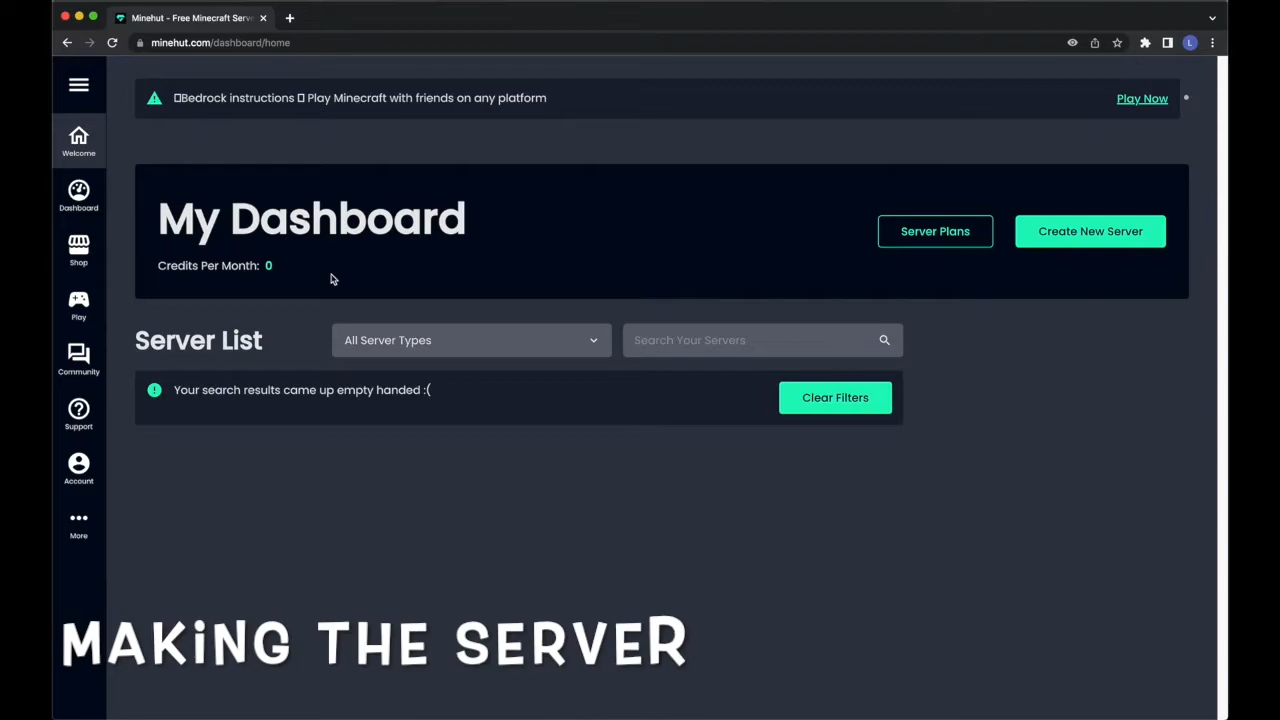 Minehut - Free Minecraft Serve
minehut.com/dashboard/home
L
Bedrock instructions Play Minecraft with friends on any platform
Play Now
Welcome
Dashboard
Shop
Play
Community
Support
Account
More
My Dashboard
Credits Per Month: 0
Server Plans
Create New Server
Server List
All Server Types
Search Your Servers
Your search results came up empty handed :(
Clear Filters
MAKiNG THE SERVER